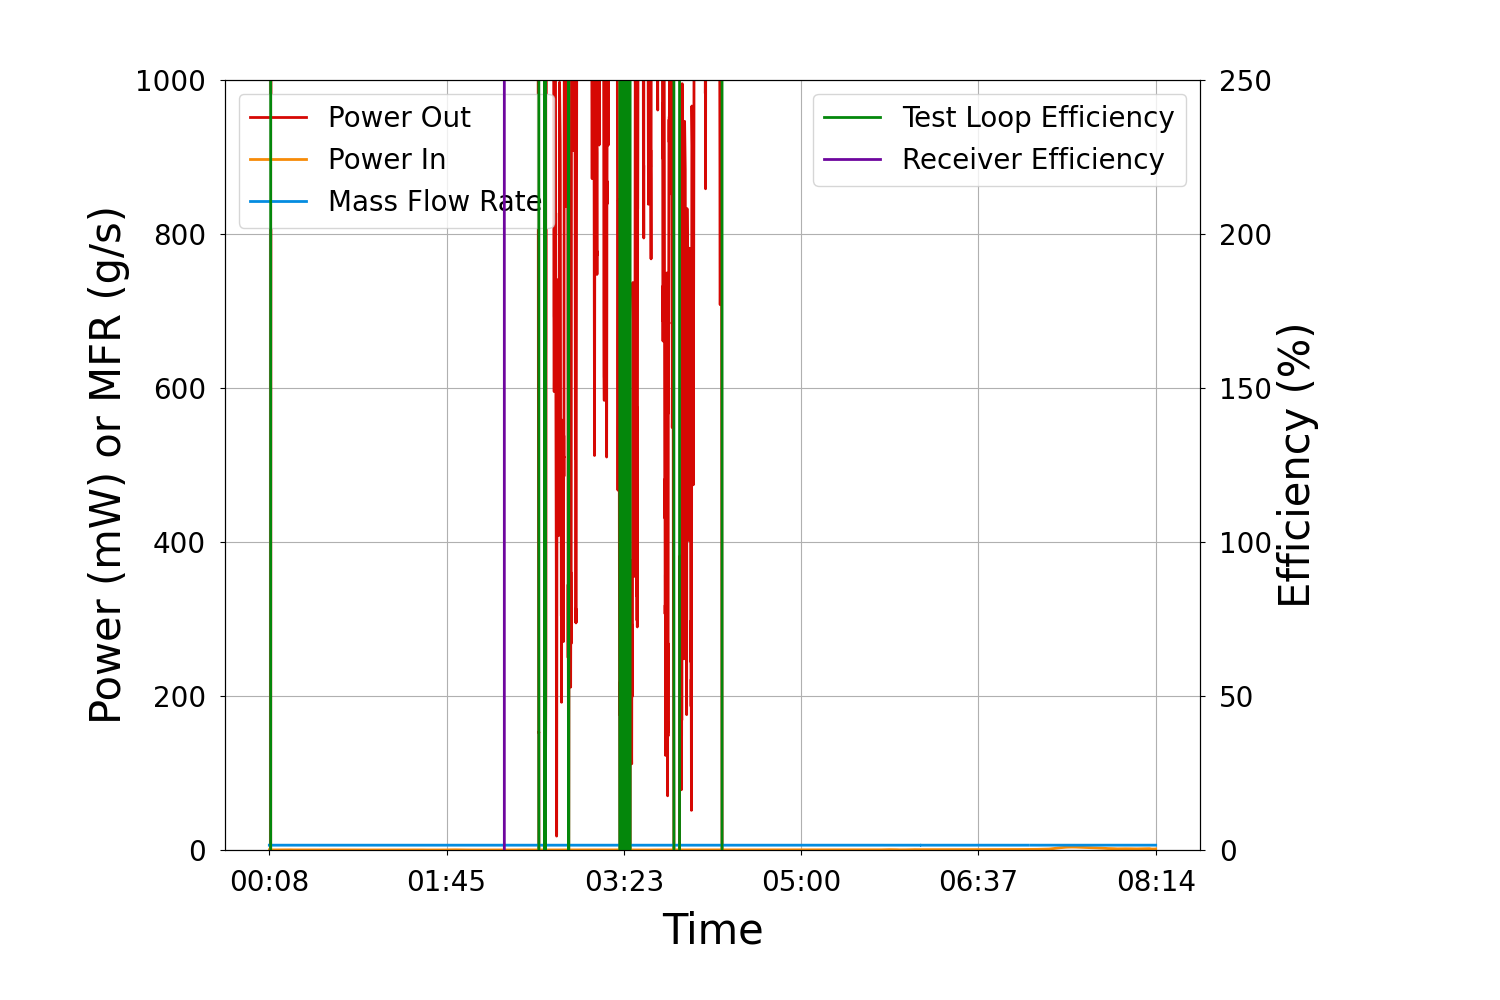 Power Out
Power In
Mass Flow Rate
Test Loop Efficiency
Receiver Efficiency
1000
800
600
400
200
0
Power (mW) or MFR (g/s)
250
200
150
100
50
0
Efficiency (%)
00:08 01:45 03:23 05:00 06:37 08:14
Time